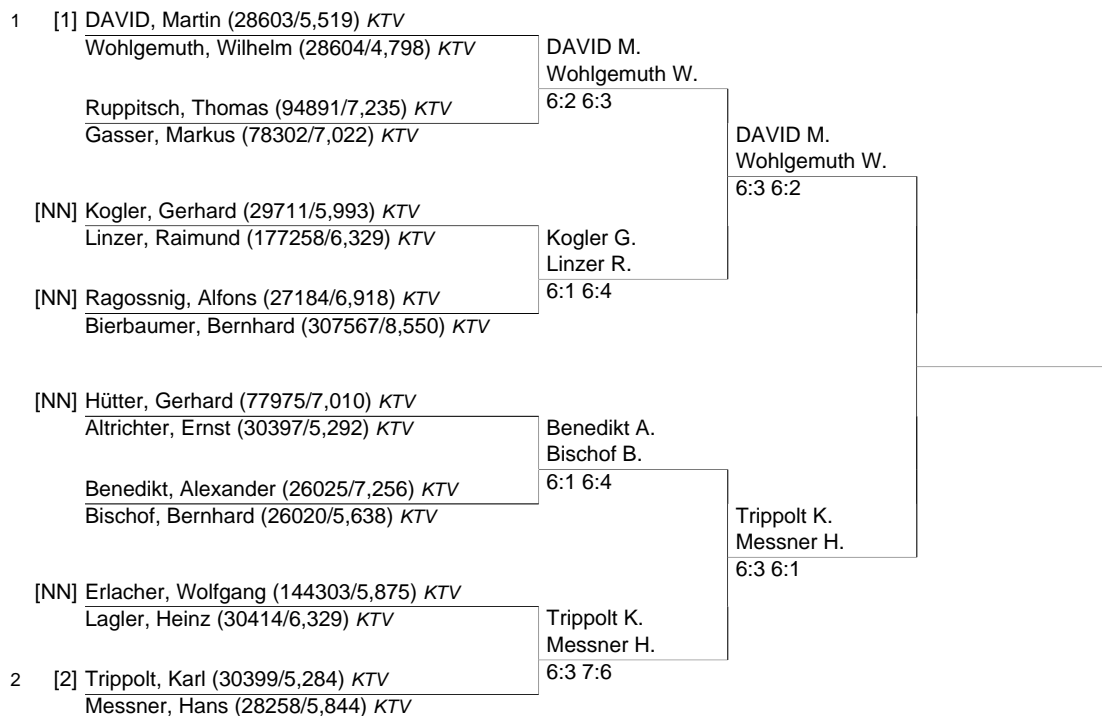 1 [1] DAVID, Martin (28603/5,519) KTV
Wohlgemuth, Wilhelm (28604/4,798) KTV
DAVID M.
Wohlgemuth W.
6:2 6:3
Ruppitsch, Thomas (94891/7,235) KTV
Gasser, Markus (78302/7,022) KTV
DAVID M.
Wohlgemuth W.
6:3 6:2
[NN] Kogler, Gerhard (29711/5,993) KTV
Linzer, Raimund (177258/6,329) KTV
Kogler G.
Linzer R.
6:1 6:4
[NN] Ragossnig, Alfons (27184/6,918) KTV
Bierbaumer, Bernhard (307567/8,550) KTV
[NN] Hütter, Gerhard (77975/7,010) KTV
Altrichter, Ernst (30397/5,292) KTV
Benedikt A.
Bischof B.
6:1 6:4
Benedikt, Alexander (26025/7,256) KTV
Bischof, Bernhard (26020/5,638) KTV
Trippolt K.
Messner H.
6:3 6:1
[NN] Erlacher, Wolfgang (144303/5,875) KTV
Lagler, Heinz (30414/6,329) KTV
Trippolt K.
Messner H.
6:3 7:6
2 [2] Trippolt, Karl (30399/5,284) KTV
Messner, Hans (28258/5,844) KTV